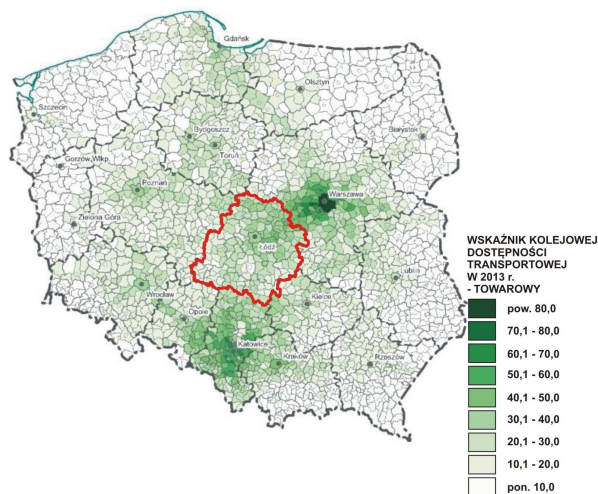 Gdańsk
Olsztyn
Szczecin
Bydgoszcz
Białystok
Toruń
Gorzów Wlkp.
Poznań
Warszawa
Zielona Góra
Łódź
Lublin
Wrocław
Kielce
Opole
Katowice
Kraków
Rzeszów
WSKAŹNIK KOLEJOWEJ
DOSTĘPNOŚCI
TRANSPORTOWEJ
W 2013 r.
- TOWAROWY
pow. 80,0
70,1 - 80,0
60,1 - 70,0
50,1 - 60,0
40,1 - 50,0
30,1 - 40,0
20,1 - 30,0
10,1 - 20,0
pon. 10,0